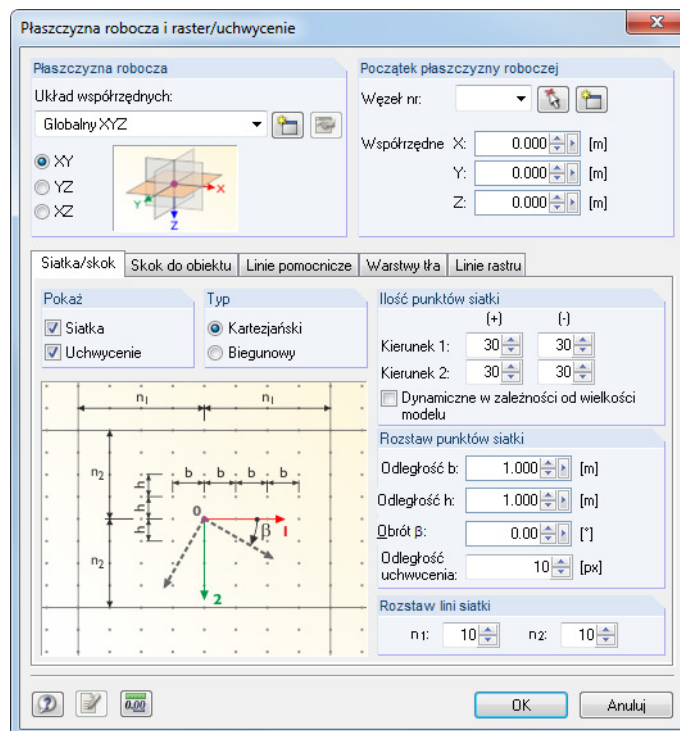 Płaszczyzna robocza i raster/uchwycenie
Płaszczyzna robocza
Układ współrzędnych:
Globalny XYZ
XY
YZ
XZ
X
Y
Z
Początek płaszczyzny roboczej
Węzeł nr:
Współrzędne X: 0.000 [m]
Y: 0.000 [m]
Z: 0.000 [m]
Siatka/skok
Skok do obiektu
Linie pomocnicze
Warstwy tła
Linie rastru
Pokaż
Siatka
Uchwycenie
Typ
Kartezjański
Biegunowy
n1 n1
n2
n2
b b b b
h
h
h
0
1
β
2
Ilość punktów siatki
(+) (-)
Kierunek 1: 30 30
Kierunek 2: 30 30
Dynamiczne w zależności od wielkości
modelu
Rozstaw punktów siatki
Odległość b: 1.000 [m]
Odległość h: 1.000 [m]
Obrót β: 0.00 [°]
Odległość
uchwycenia: 10 [px]
Rozstaw lini siatki
n1: 10 n2: 10
0.00
OK
Anuluj